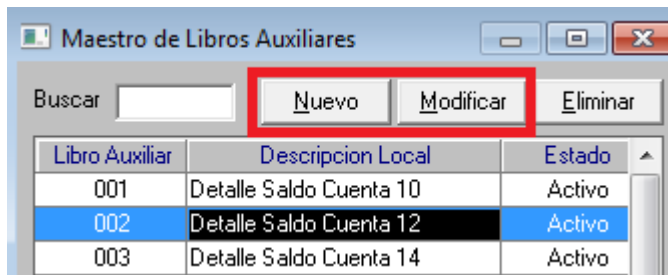 Maestro de Libros Auxiliares
Buscar Nuevo Modificar Eliminar
Libro Auxiliar Descripcion Local Estado
001 Detalle Saldo Cuenta 10 Activo
002 Detalle Saldo Cuenta 12 Activo
003 Detalle Saldo Cuenta 14 Activo